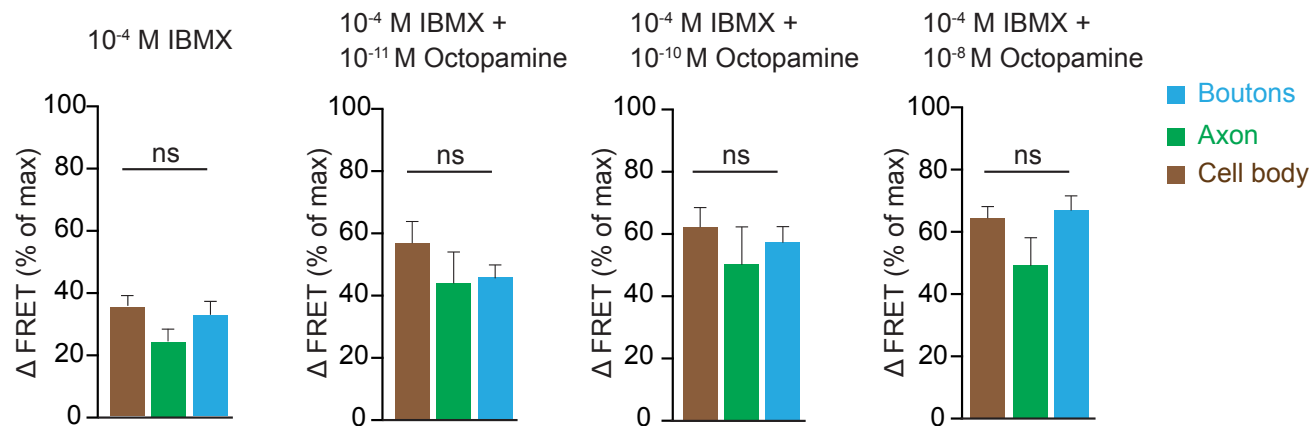 10⁻⁴ M IBMX
Δ FRET (% of max)
100
80
60
40
20
0
ns
10⁻⁴ M IBMX +
10⁻¹¹ M Octopamine
Δ FRET (% of max)
100
80
60
40
20
0
ns
10⁻⁴ M IBMX +
10⁻¹⁰ M Octopamine
Δ FRET (% of max)
100
80
60
40
20
0
ns
10⁻⁴ M IBMX +
10⁻⁸ M Octopamine
Δ FRET (% of max)
100
80
60
40
20
0
ns
Boutons
Axon
Cell body